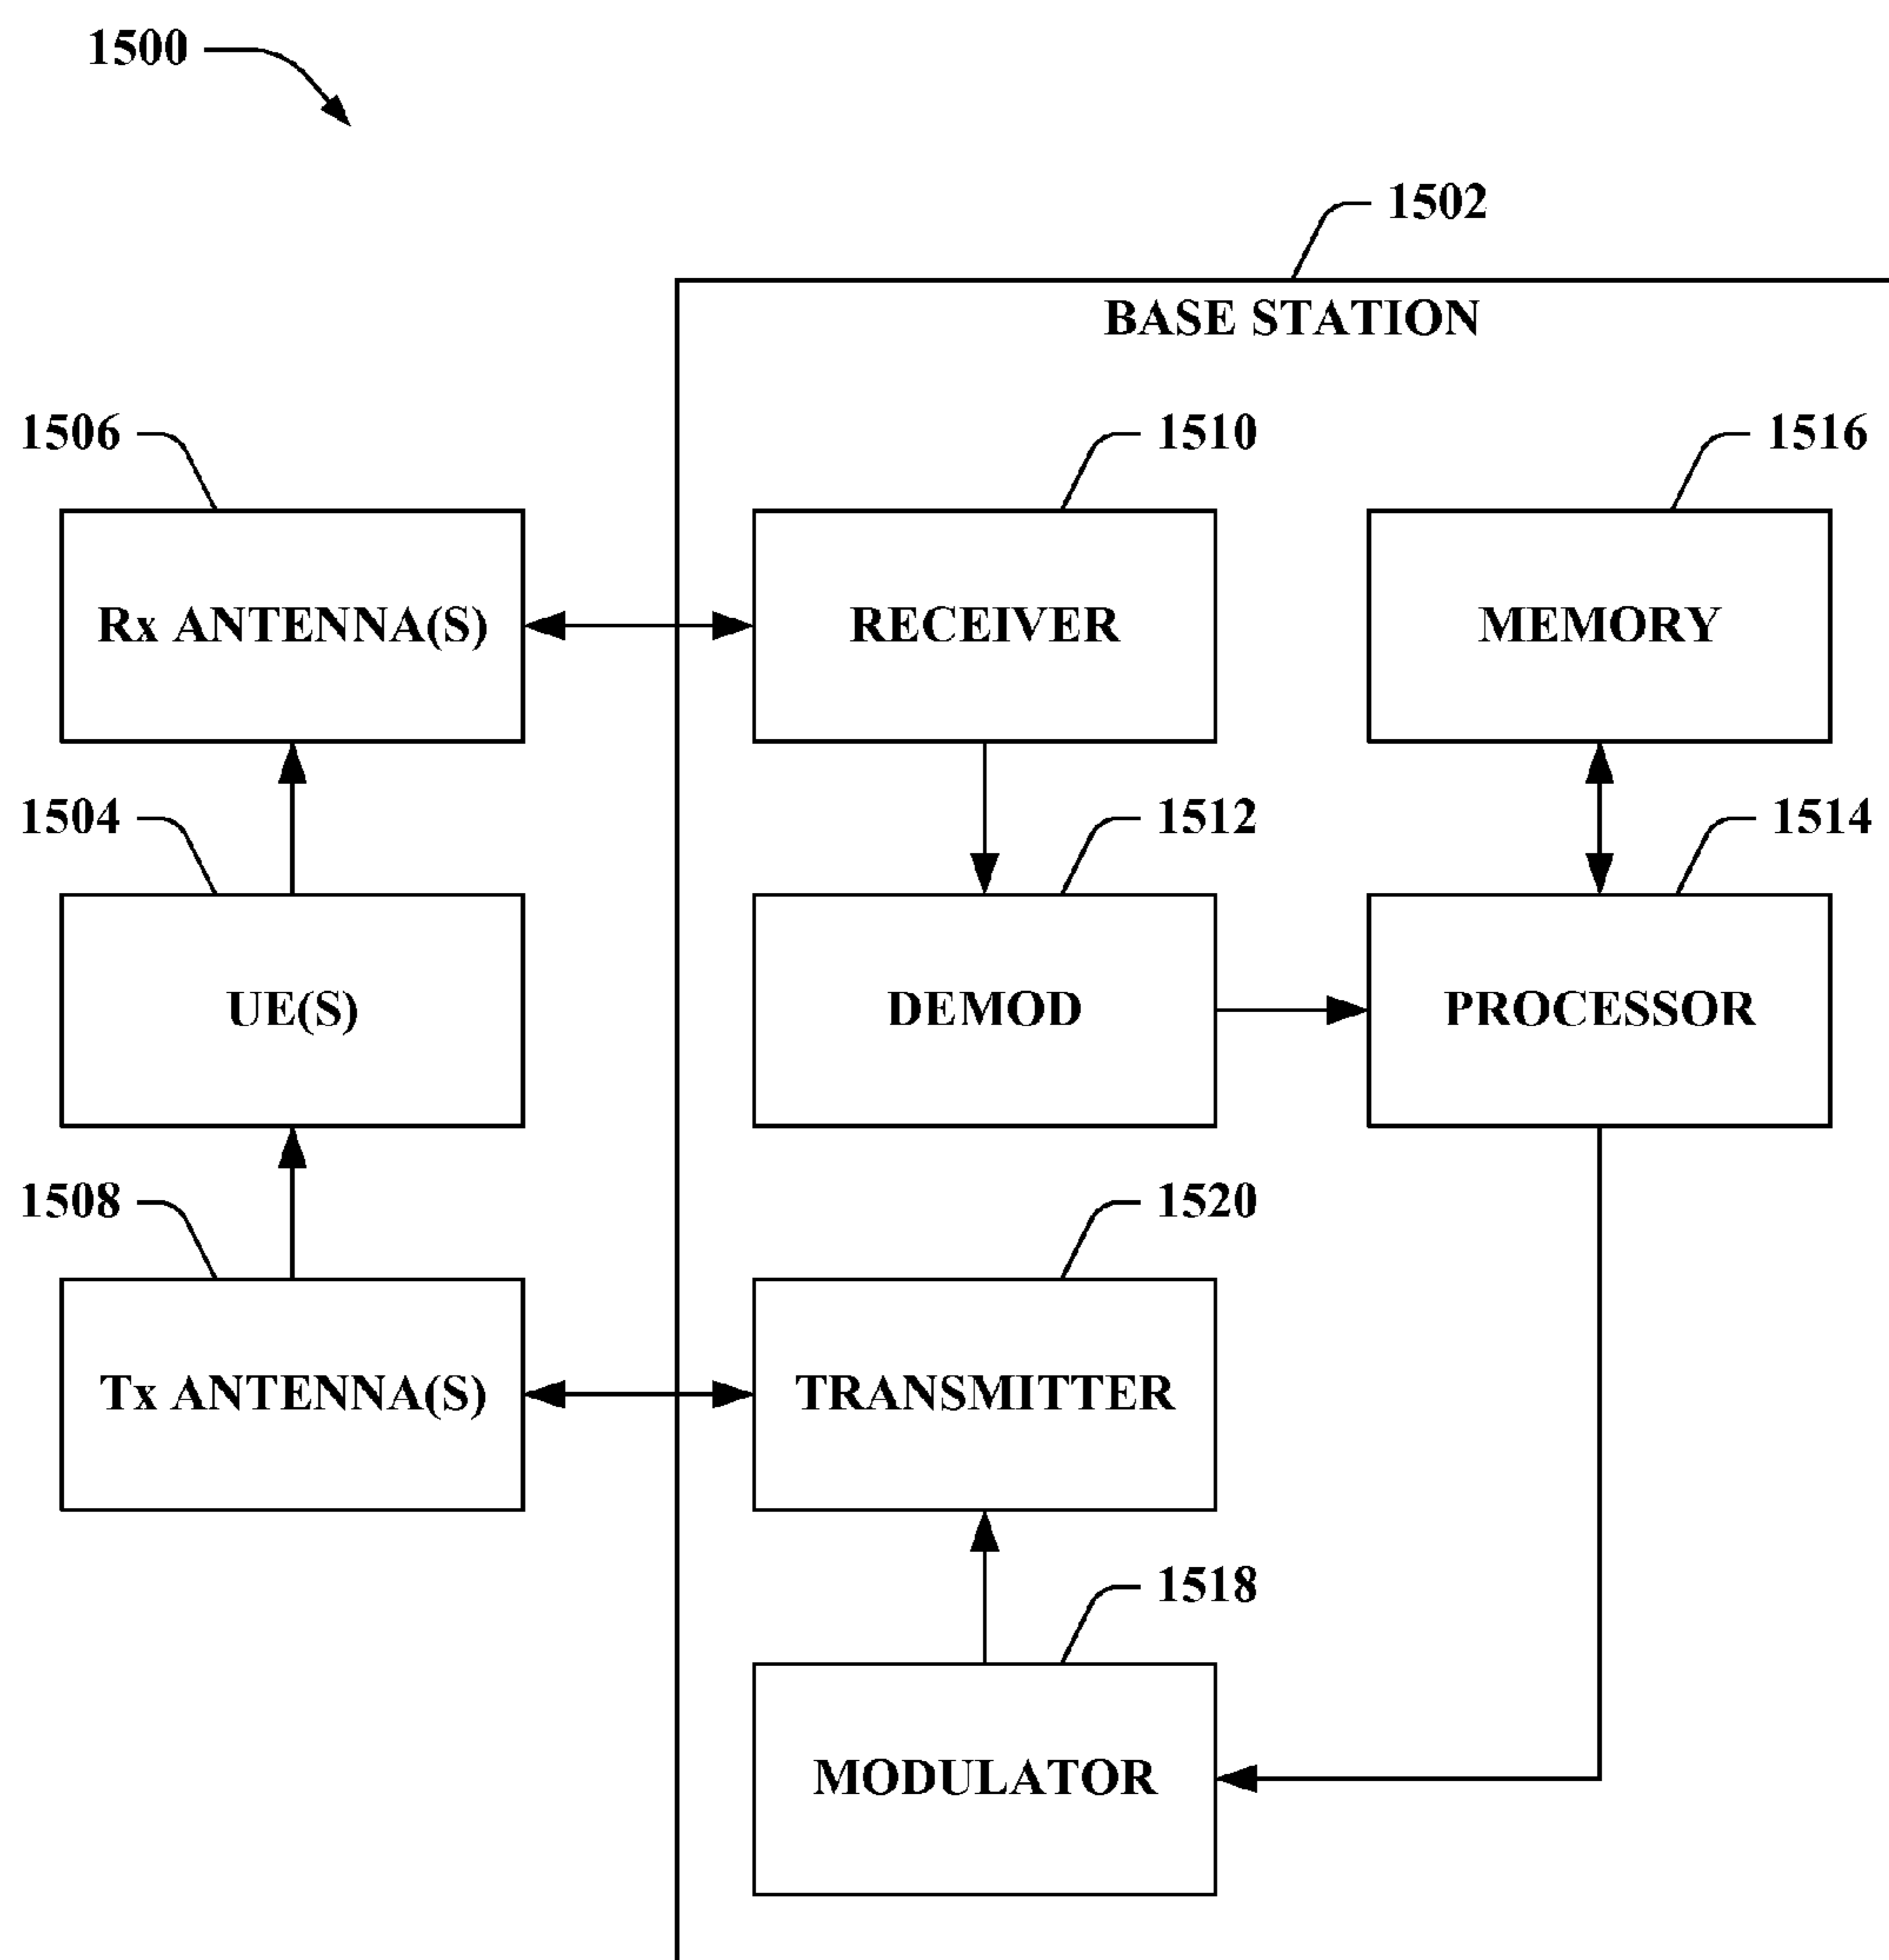 1500
1502
BASE STATION
1506
1510
1516
Rx ANTENNA(S)
RECEIVER
MEMORY
1504
1512
1514
UE(S)
DEMOD
PROCESSOR
1508
1520
Tx ANTENNA(S)
TRANSMITTER
1518
MODULATOR